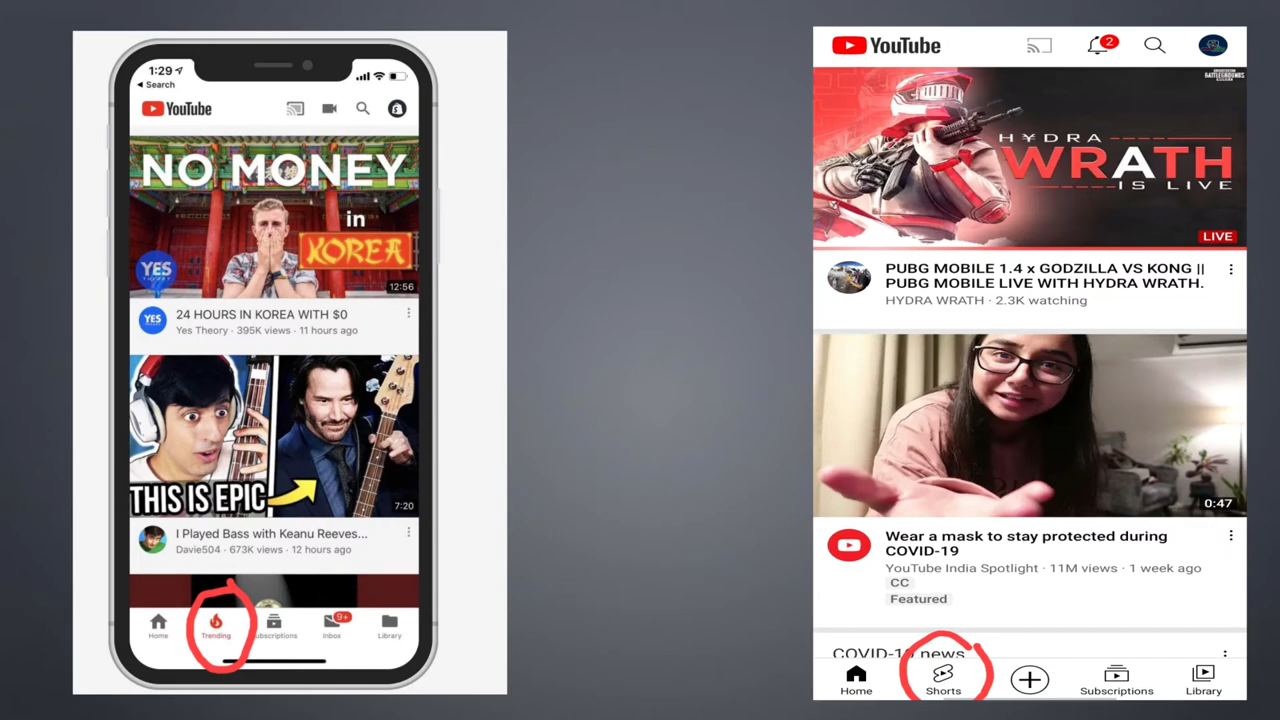 1:29
Search
YouTube
NO MONEY
in
KOREA
YES
12:56
YES
24 HOURS IN KOREA WITH $0
Yes Theory · 395K views · 11 hours ago
THIS IS EPIC
7:20
I Played Bass with Keanu Reeves...
Davie504 · 673K views · 12 hours ago
Home
Trending
Subscriptions
9+
Inbox
Library
YouTube
2
BATTLEGROUNDS
HYDRA
WRATH
IS LIVE
LIVE
PUBG MOBILE 1.4 x GODZILLA VS KONG ||
PUBG MOBILE LIVE WITH HYDRA WRATH.
HYDRA WRATH · 2.3K watching
0:47
Wear a mask to stay protected during
COVID-19
YouTube India Spotlight · 11M views · 1 week ago
CC
Featured
COVID-19 news
Home
Shorts
Subscriptions
Library